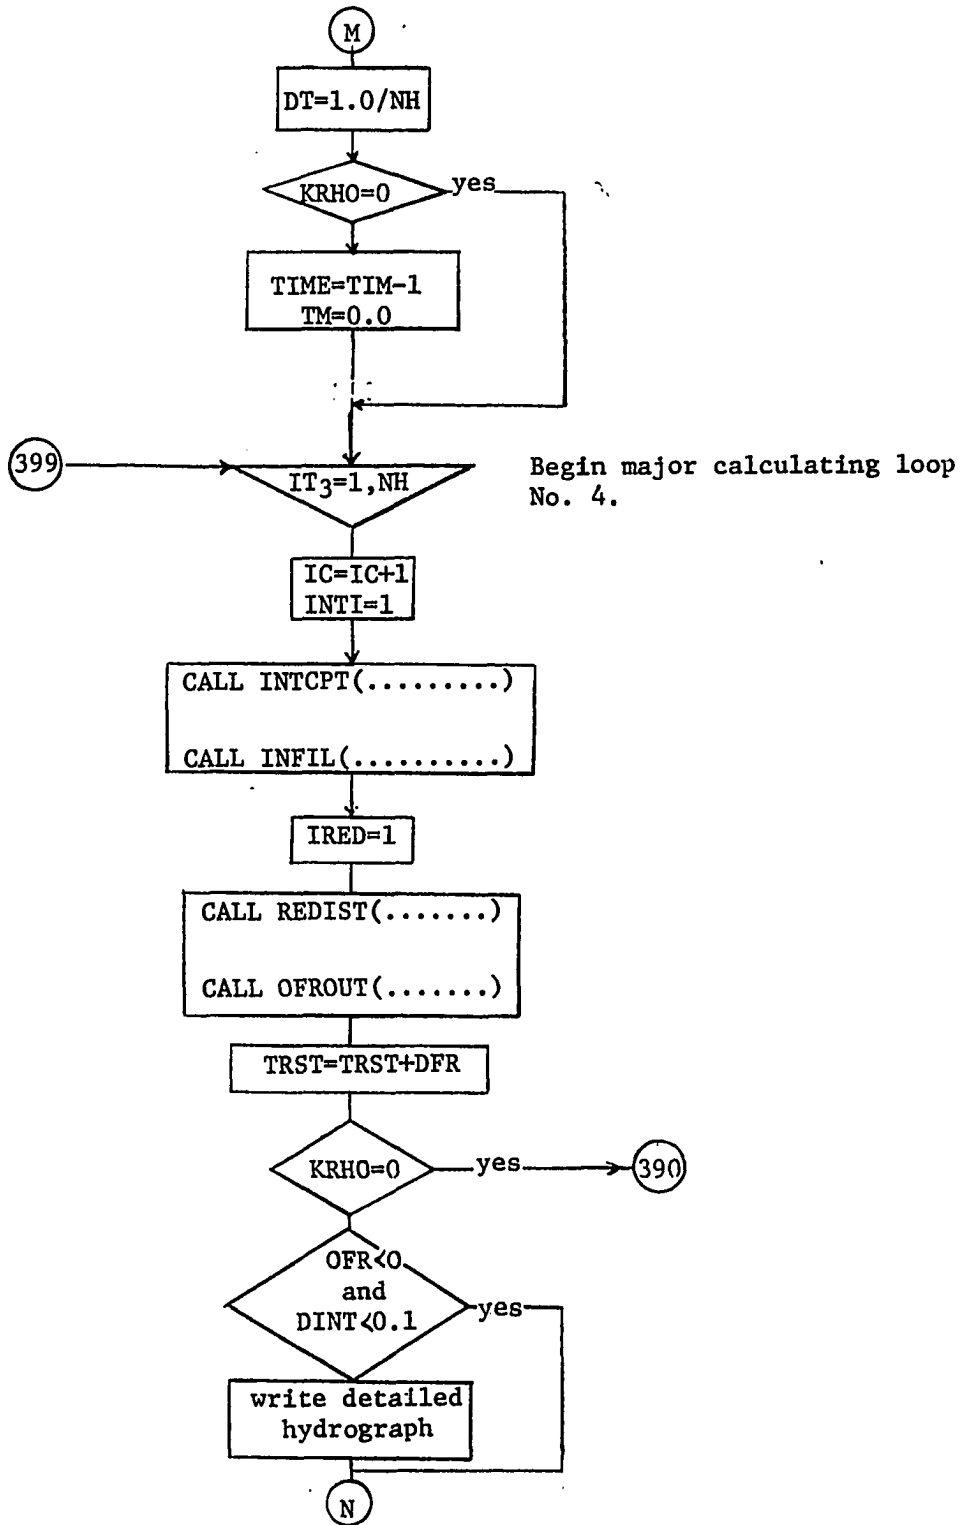 M
DT=1.0/NH
KRHO=0
yes
TIME=TIM-1
TM=0.0
399
IT3=1,NH
Begin major calculating loop
No. 4.
IC=IC+1
INTI=1
CALL INTCPT(.........)
CALL INFIL(..........)
IRED=1
CALL REDIST(.......)
CALL OFROUT(.......)
TRST=TRST+DFR
KRHO=0
yes
390
OFR<0.
and
DINT<0.1
yes
write detailed
hydrograph
N